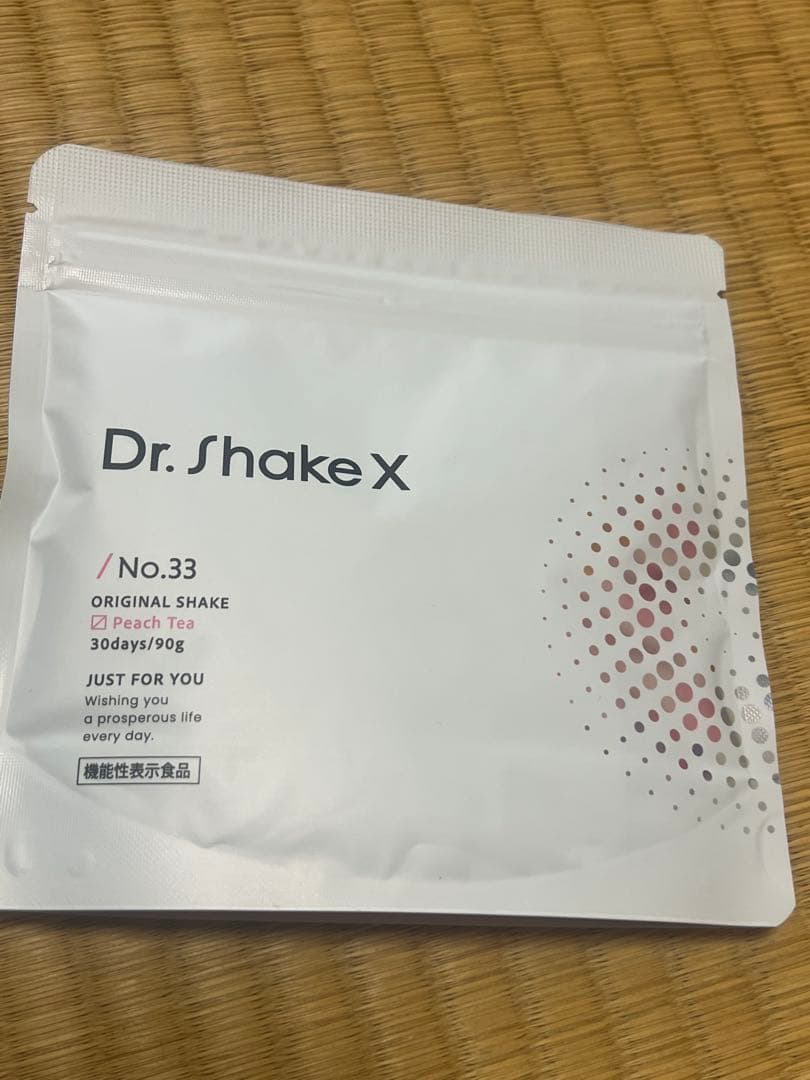 Dr. Shake X
/ No.33
ORIGINAL SHAKE
Peach Tea
30days/90g
JUST FOR YOU
Wishing you
a prosperous life
every day.
機能性表示食品